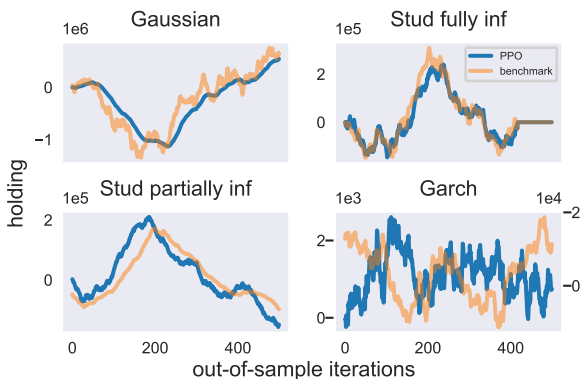 Gaussian
Stud fully inf
1e6
1e5
PPO
benchmark
0
−1
2
0
holding
Stud partially inf
Garch
1e5
1e3
1e4
2
0
2
0
2
0
0
200
400
0
200
400
out-of-sample iterations